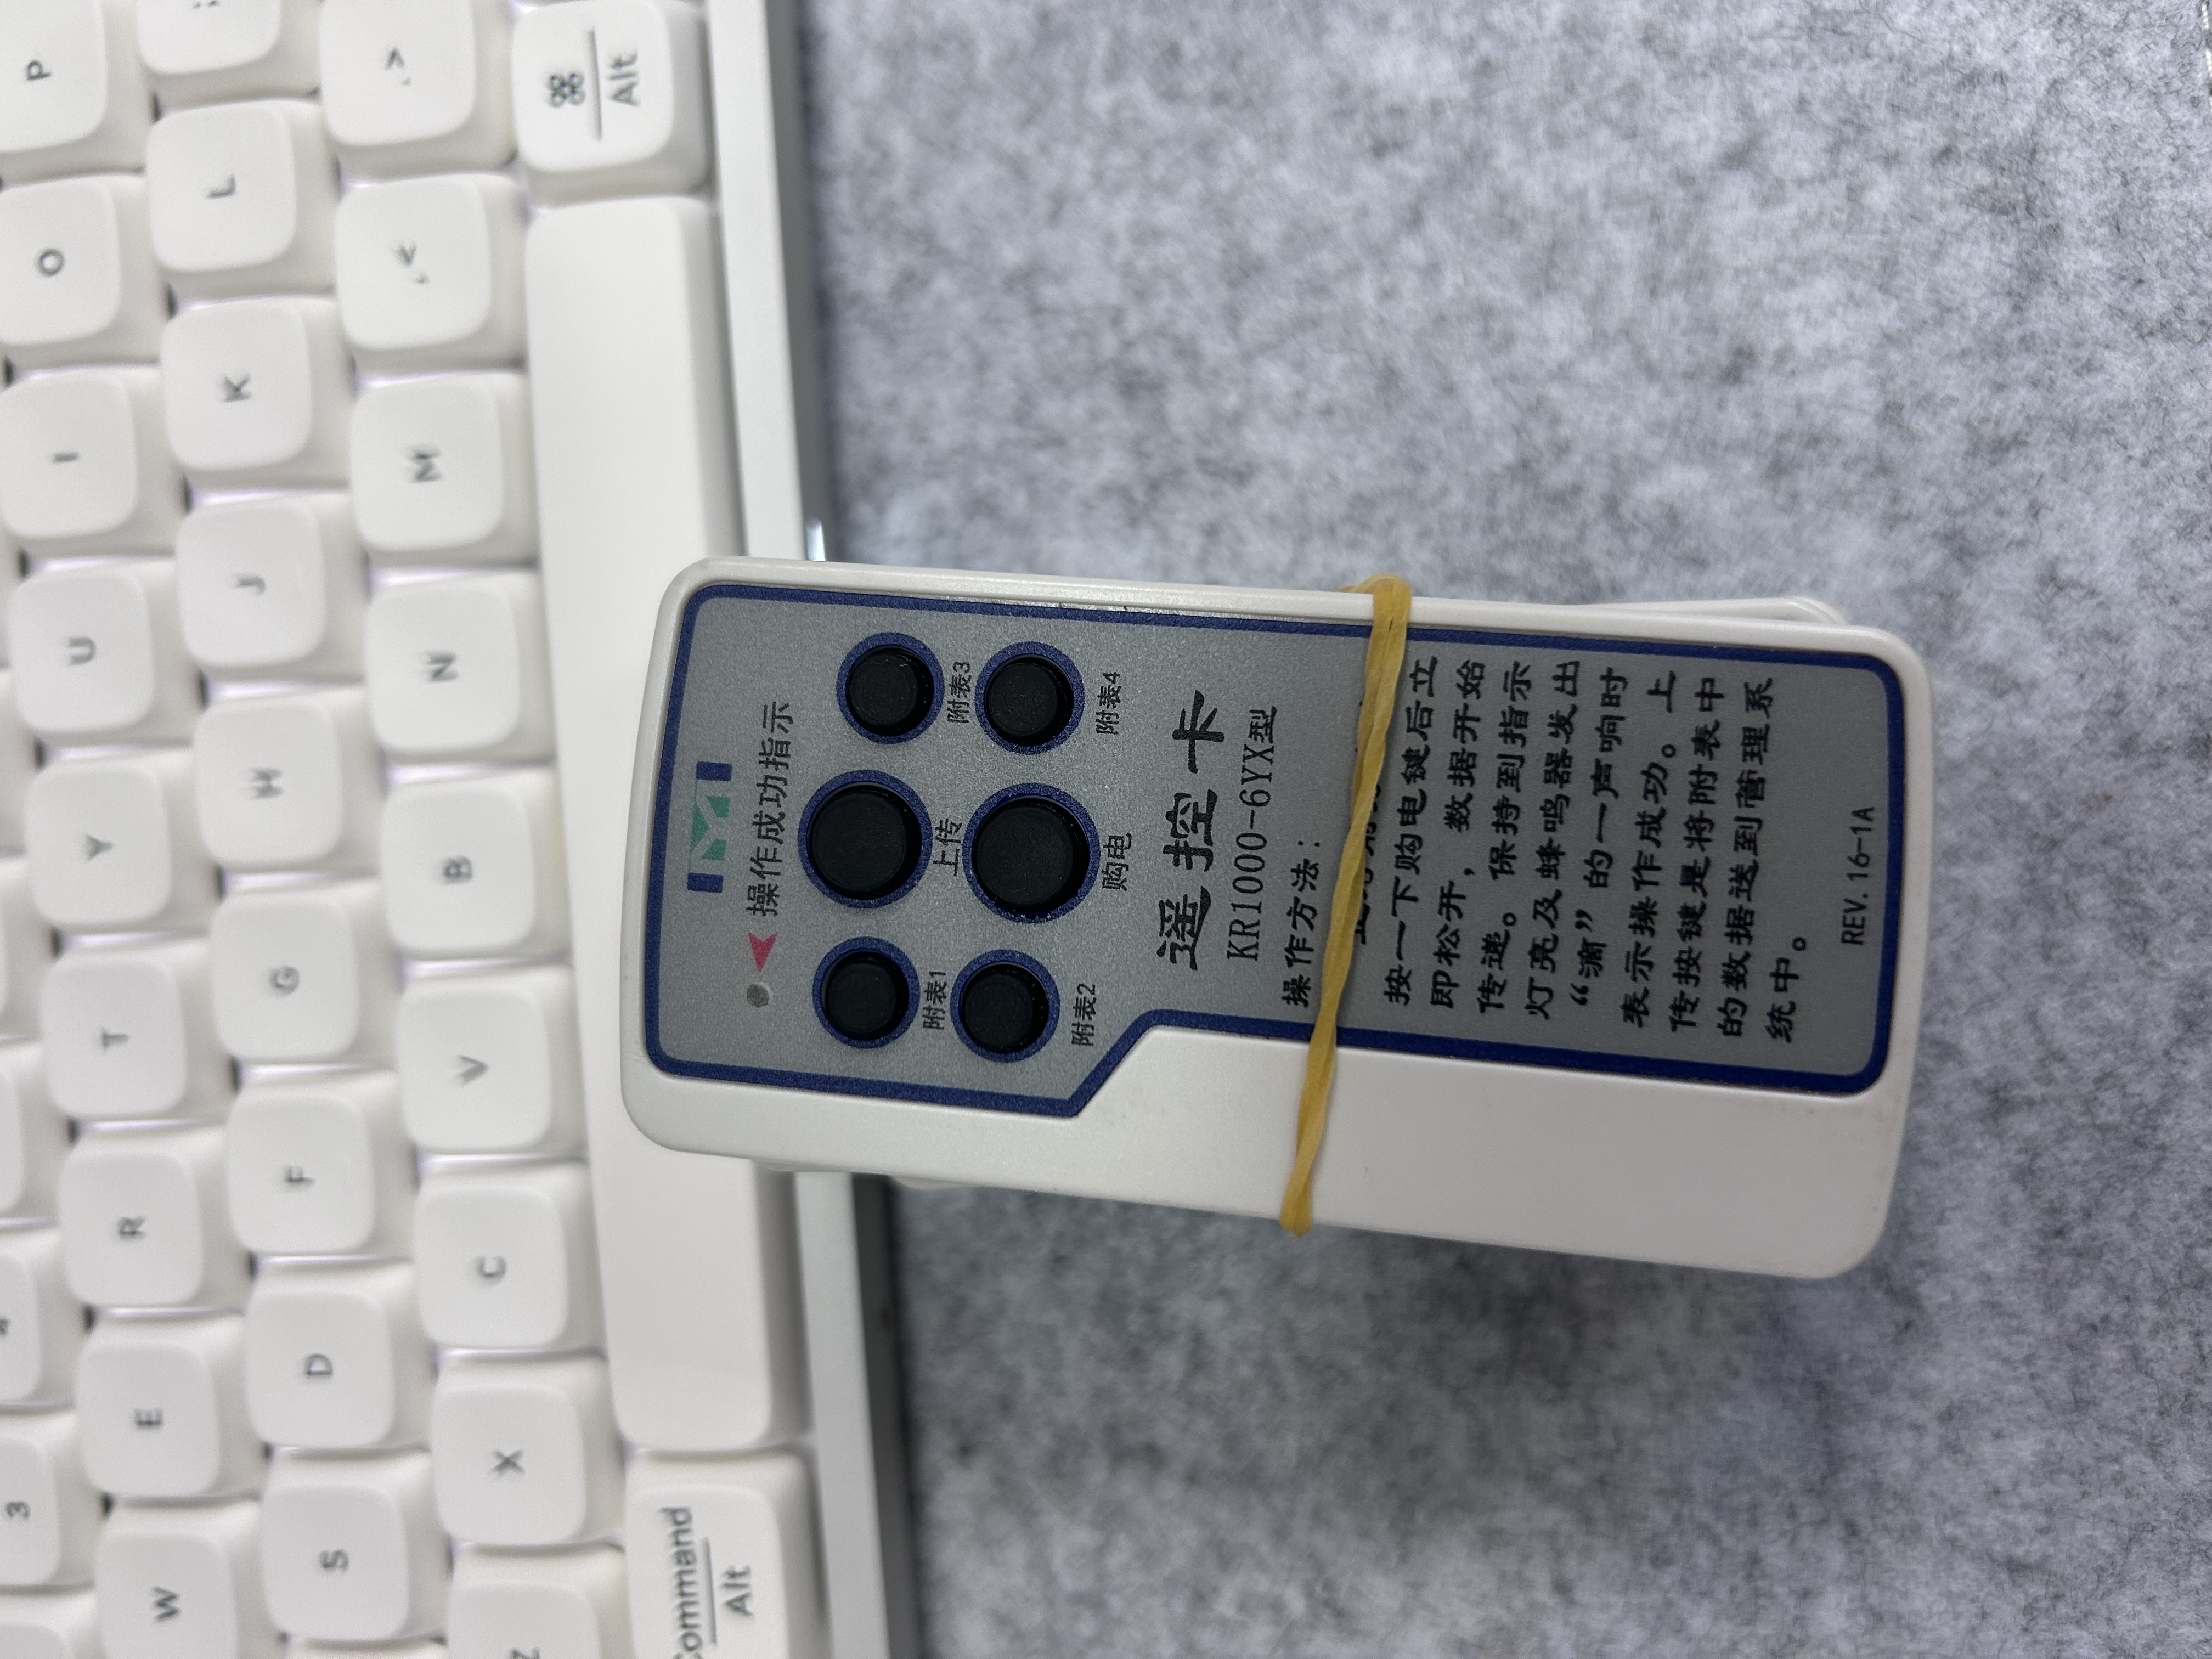 3 4
W E R T Y U I O P
S D F G H J K L
Z X C V B N M ,< .>
Command
Alt
⌘
Alt
操作成功指示
附表1 上传 附表3
附表2 购电 附表4
遥控卡
KR1000-6YX型
操作方法：
按一下购电键后立
即松开，数据开始
传递。保持到指示
灯亮及蜂鸣器发出
“滴”的一声响时
表示操作成功。上
传按键是将附表中
的数据送到管理系
统中。
REV.16-1A